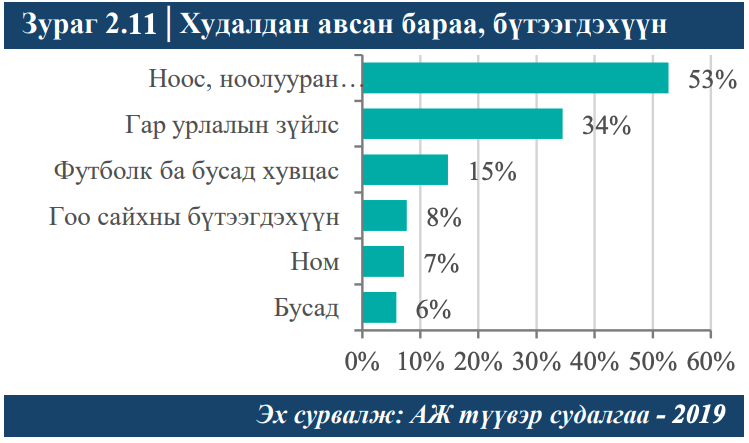 Зураг 2.11 | Худалдан авсан бараа, бүтээгдэхүүн
Ноос, ноолууран… 53%
Гар урлалын зүйлс 34%
Футболк ба бусад хувцас 15%
Гоо сайхны бүтээгдэхүүн 8%
Ном 7%
Бусад 6%
0% 10% 20% 30% 40% 50% 60%
Эх сурвалж: АЖ түүвэр судалгаа - 2019